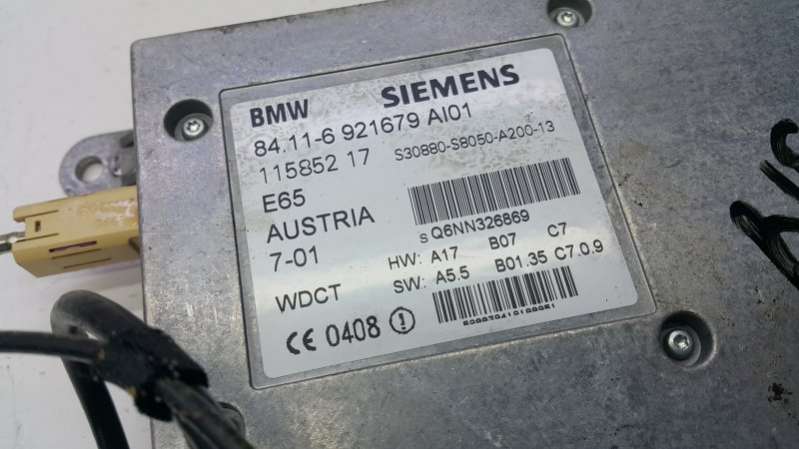 BMW SIEMENS
84.11-6 921679 AI01
115852 17 S30880-S8050-A200-13
E65
AUSTRIA
S Q6NN326869
7-01
HW: A17 B07 C7
SW: A5.5 B01.35 C7.0.9
WDCT
CE 0408